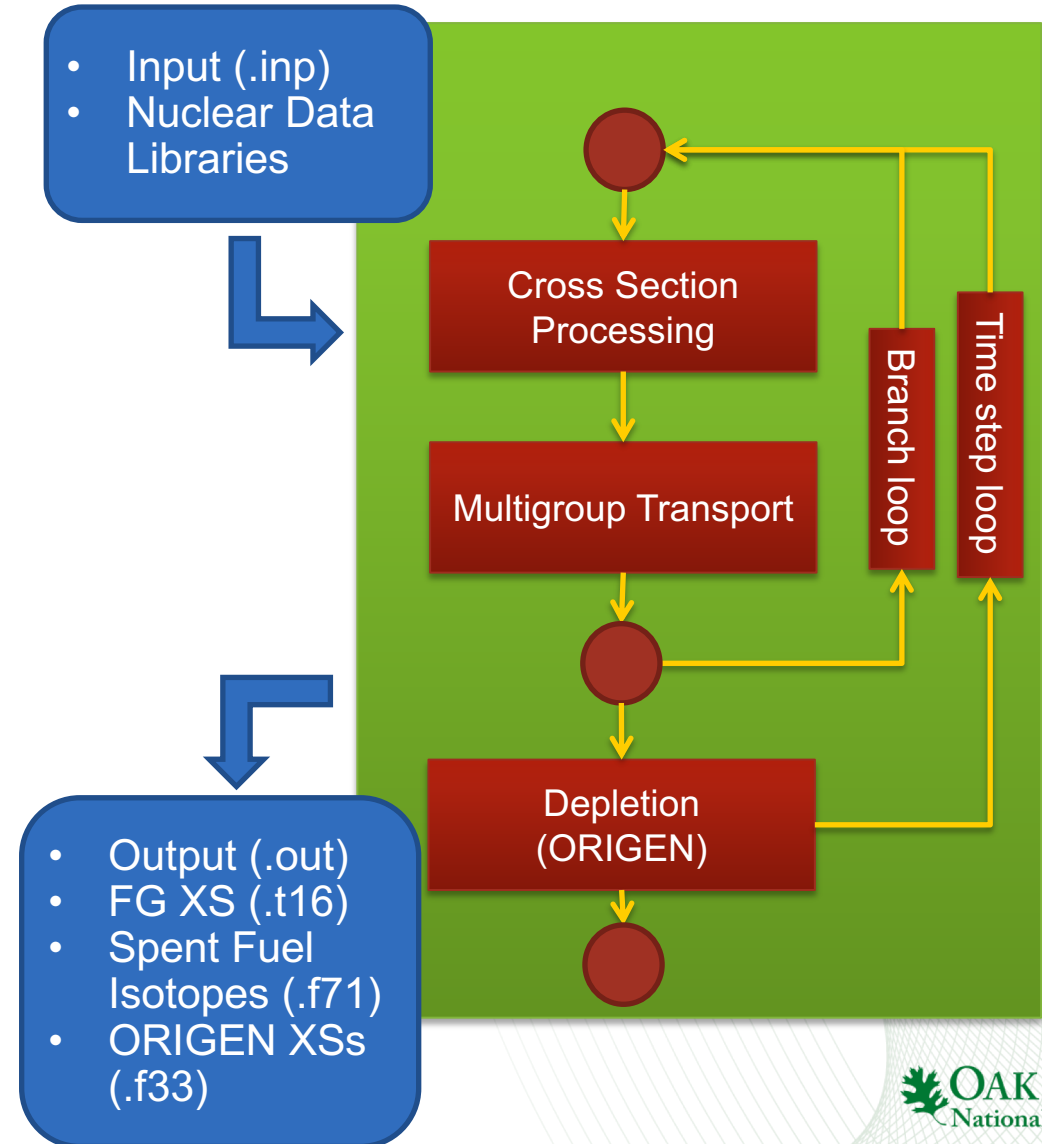 • Input (.inp)
• Nuclear Data
Libraries
Cross Section
Processing
Multigroup Transport
Branch loop
Time step loop
Depletion
(ORIGEN)
• Output (.out)
• FG XS (.t16)
• Spent Fuel
Isotopes (.f71)
• ORIGEN XSs
(.f33)
OAK
Nationa